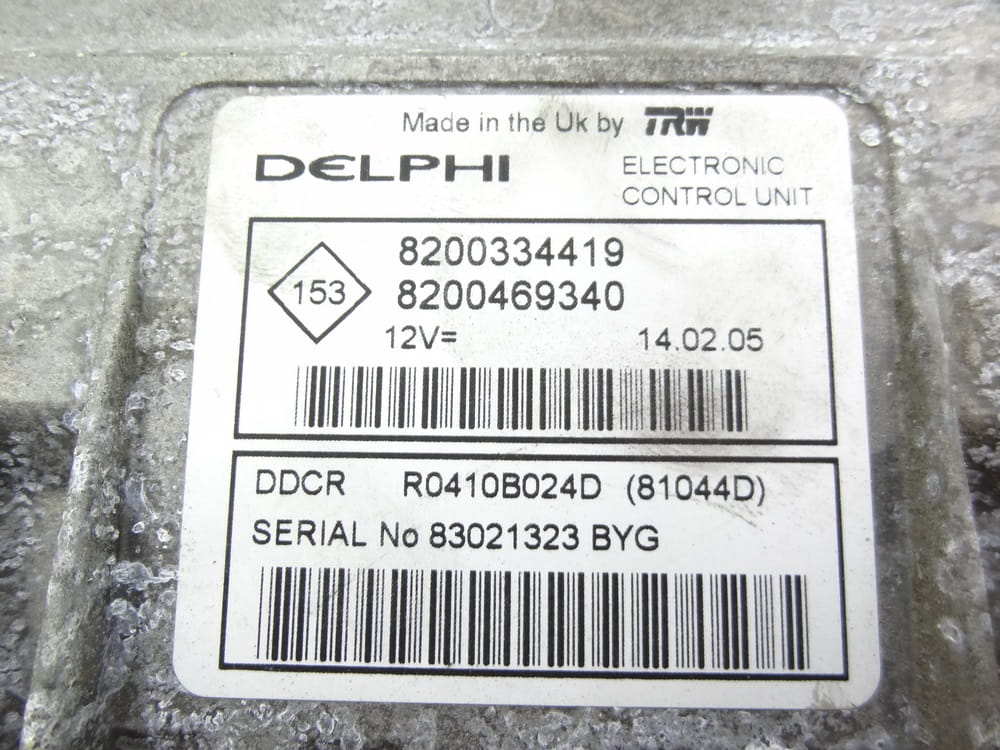 Made in the Uk by TRW
DELPHI
ELECTRONIC
CONTROL UNIT
153
8200334419
8200469340
12V=
14.02.05
DDCR R0410B024D (81044D)
SERIAL No 83021323 BYG